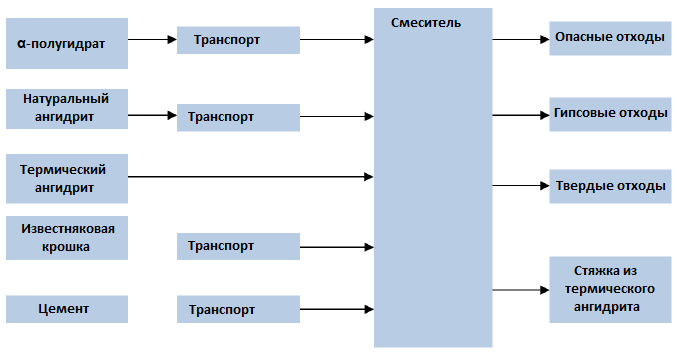 α-полугидрат
Транспорт
Смеситель
Опасные отходы
Натуральный
ангидрит
Транспорт
Гипсовые отходы
Термический
ангидрит
Твердые отходы
Известняковая
крошка
Транспорт
Стяжка из
термического
ангидрита
Цемент
Транспорт